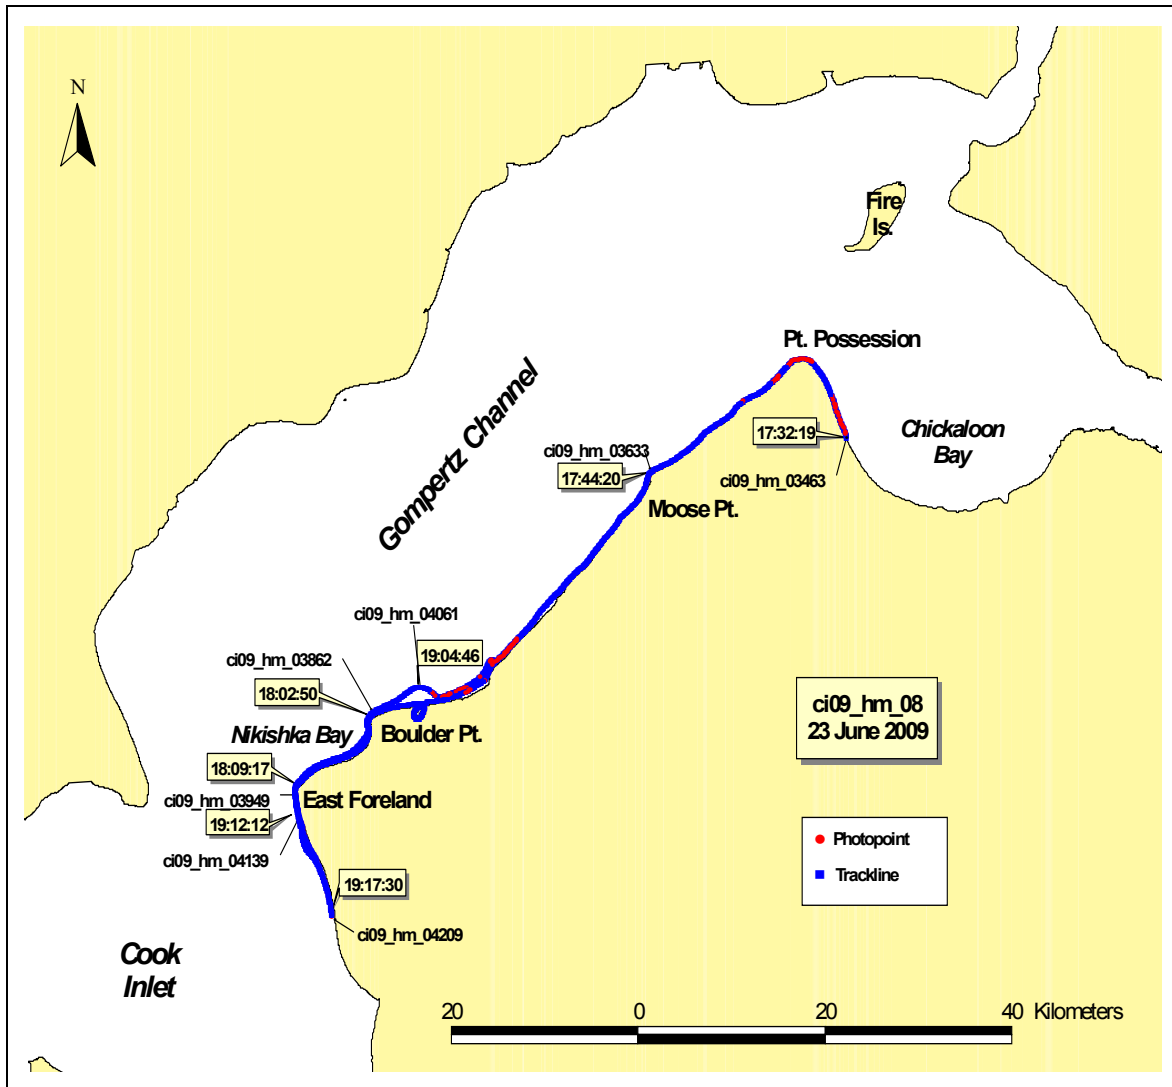 N
Fire
Is.
Pt. Possession
Gompertz Channel
17:32:19
Chickaloon
Bay
ci09_hm_03633
17:44:20
ci09_hm_03463
Moose Pt.
ci09_hm_04061
19:04:46
ci09_hm_03862
18:02:50
Nikishka Bay
Boulder Pt.
ci09_hm_08
23 June 2009
18:09:17
ci09_hm_03949
East Foreland
19:12:12
ci09_hm_04139
Photopoint
Trackline
19:17:30
ci09_hm_04209
Cook
Inlet
20 0 20 40 Kilometers